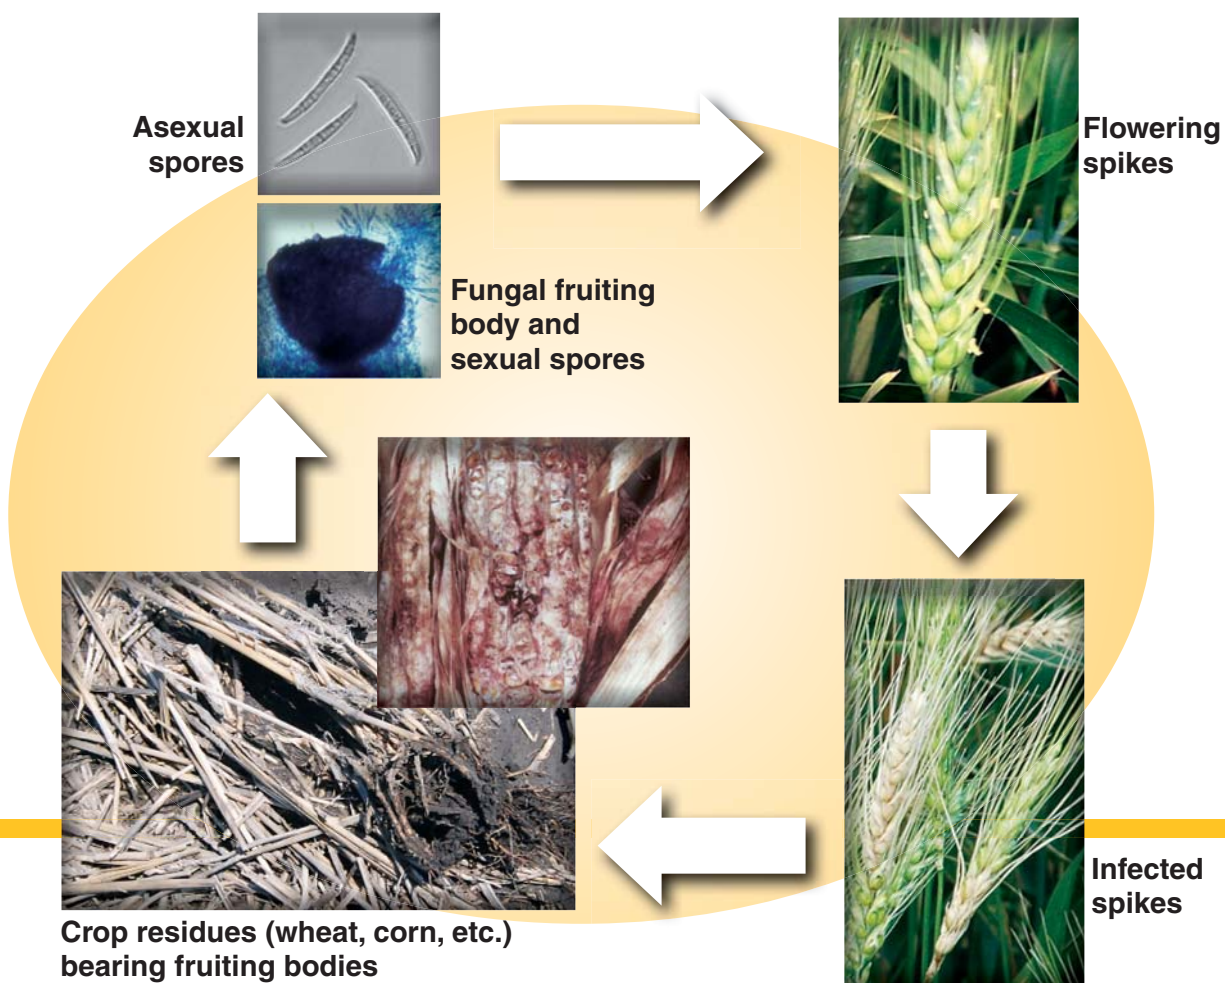 Asexual
spores
Flowering
spikes
Fungal fruiting
body and
sexual spores
Infected
spikes
Crop residues (wheat, corn, etc.)
bearing fruiting bodies